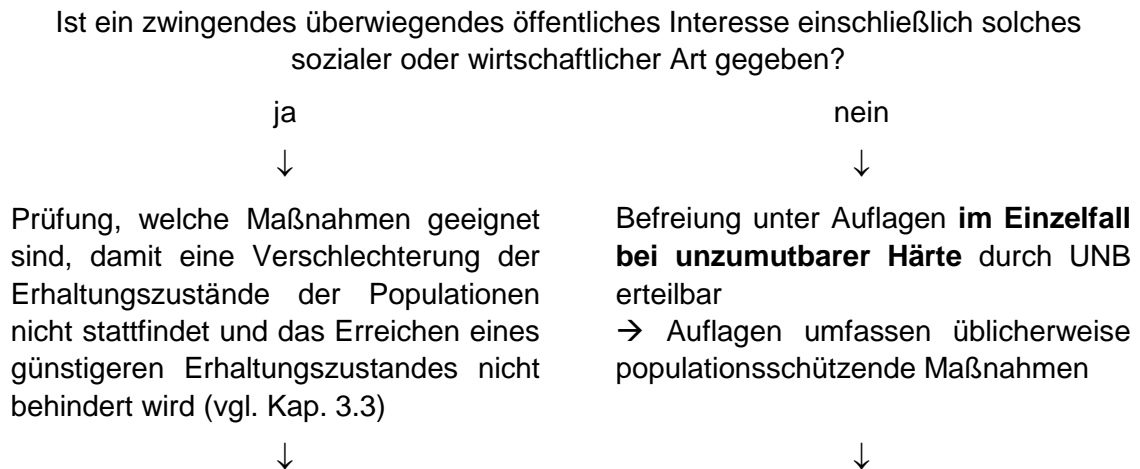 Ist ein zwingendes überwiegendes öffentliches Interesse einschließlich solches
sozialer oder wirtschaftlicher Art gegeben?
ja
↓
Prüfung, welche Maßnahmen geeignet
sind, damit eine Verschlechterung der
Erhaltungszustände der Populationen
nicht stattfindet und das Erreichen eines
günstigeren Erhaltungszustandes nicht
behindert wird (vgl. Kap. 3.3)
↓
nein
↓
Befreiung unter Auflagen im Einzelfall
bei unzumutbarer Härte durch UNB
erteilbar
→ Auflagen umfassen üblicherweise
populationsschützende Maßnahmen
↓